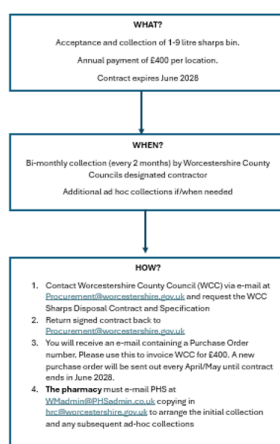 WHAT?
Acceptance and collection of 1-9 litre sharps bin.
Annual payment of £400 per location.
Contract expires June 2028
WHEN?
Bi-monthly collection (every 2 months) by Worcestershire County
Councils designated contractor
Additional ad hoc collections if/when needed
HOW?
1. Contact Worcestershire County Council (WCC) via e-mail at
Procurement@worcestershire.gov.uk and request the WCC
Sharps Disposal Contract and Specification
2. Return signed contract back to
Procurement@worcestershire.gov.uk
3. You will receive an e-mail containing a Purchase Order
number. Please use this to invoice WCC for £400. A new
purchase order will be sent out every April/May until contract
ends in June 2028.
4. The pharmacy must e-mail PHS at
WMadmin@PHSadmin.co.uk copying in
hrc@worcestershire.gov.uk to arrange the initial collection
and any subsequent ad-hoc collections